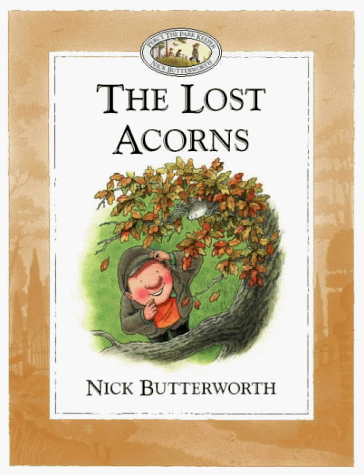 PERCY THE PARK KEEPER
NICK BUTTERWORTH
THE LOST
ACORNS
NICK BUTTERWORTH